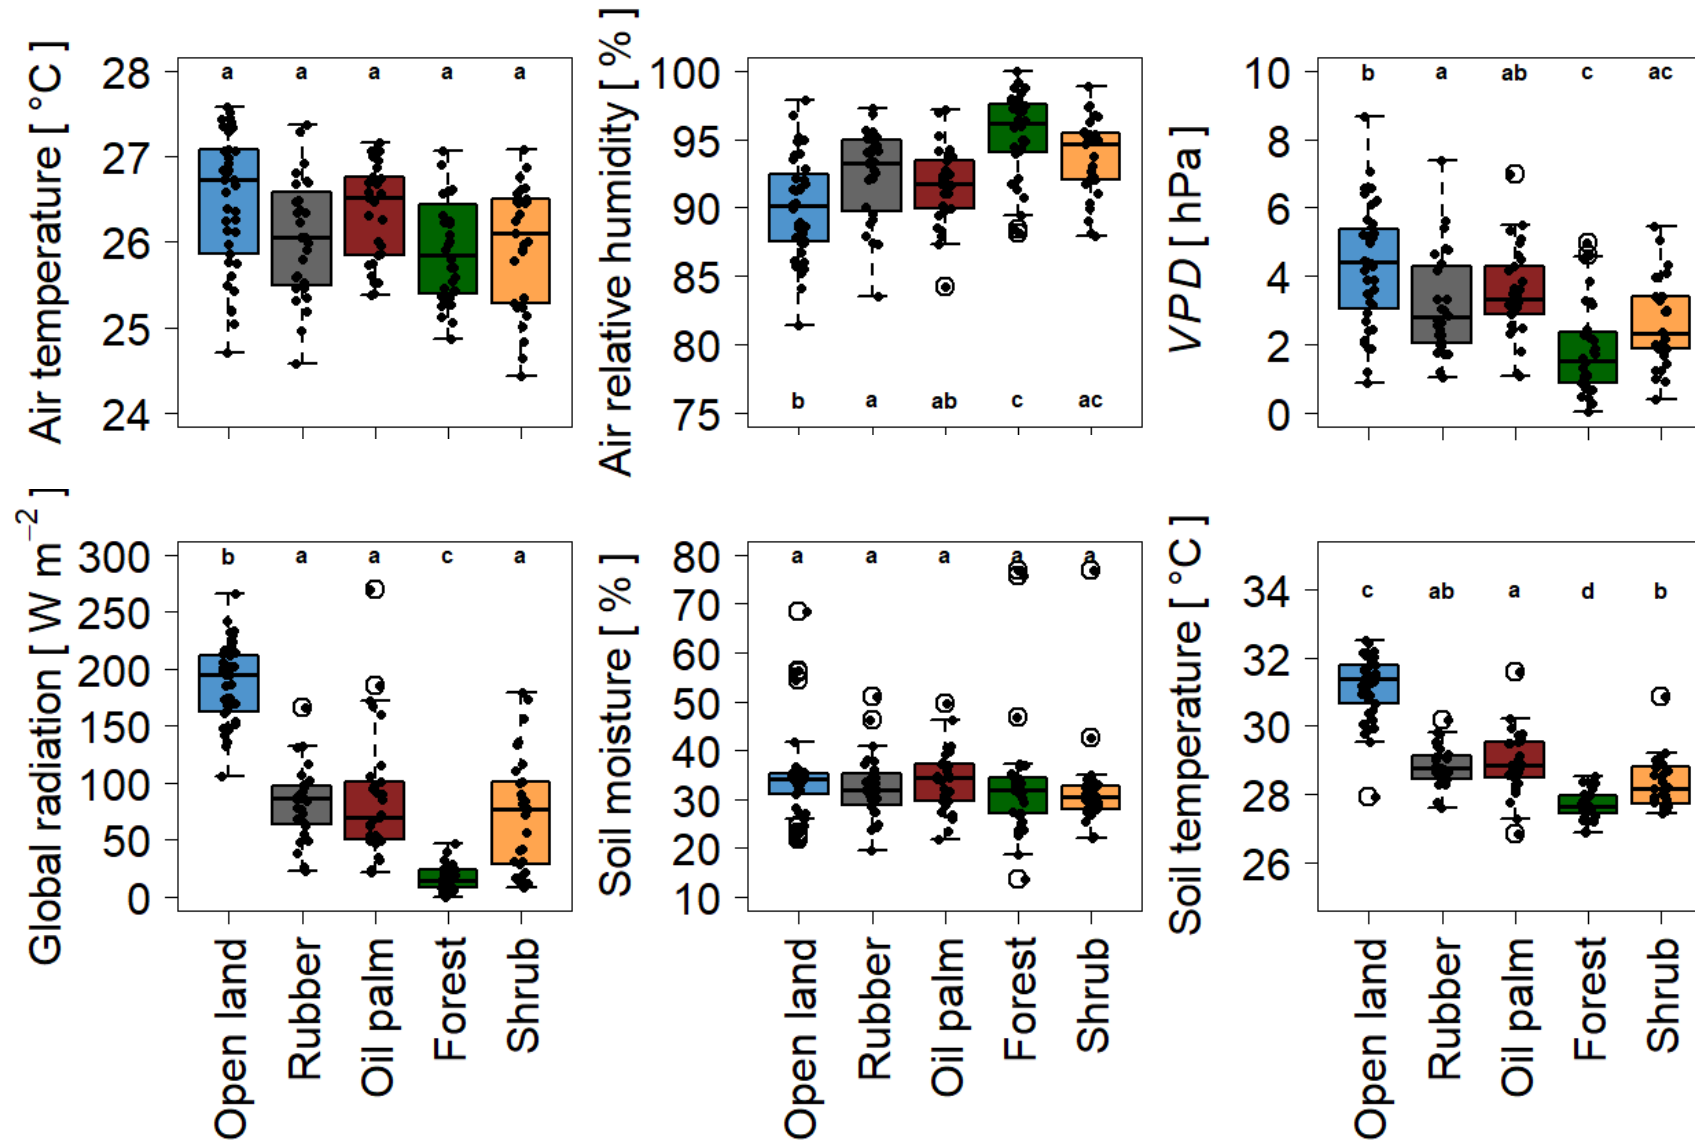 Air temperature [ °C ]
28
27
26
25
24
a a a a a
Air relative humidity [ % ]
100
95
90
85
80
75
b a ab c ac
VPD [ hPa ]
10
8
6
4
2
0
b a ab c ac
Global radiation [ W m−2 ]
300
250
200
150
100
50
0
b a a c a
Open land
Rubber
Oil palm
Forest
Shrub
Soil moisture [ % ]
80
70
60
50
40
30
20
10
a a a a a
Open land
Rubber
Oil palm
Forest
Shrub
Soil temperature [ °C ]
34
32
30
28
26
c ab a d b
Open land
Rubber
Oil palm
Forest
Shrub